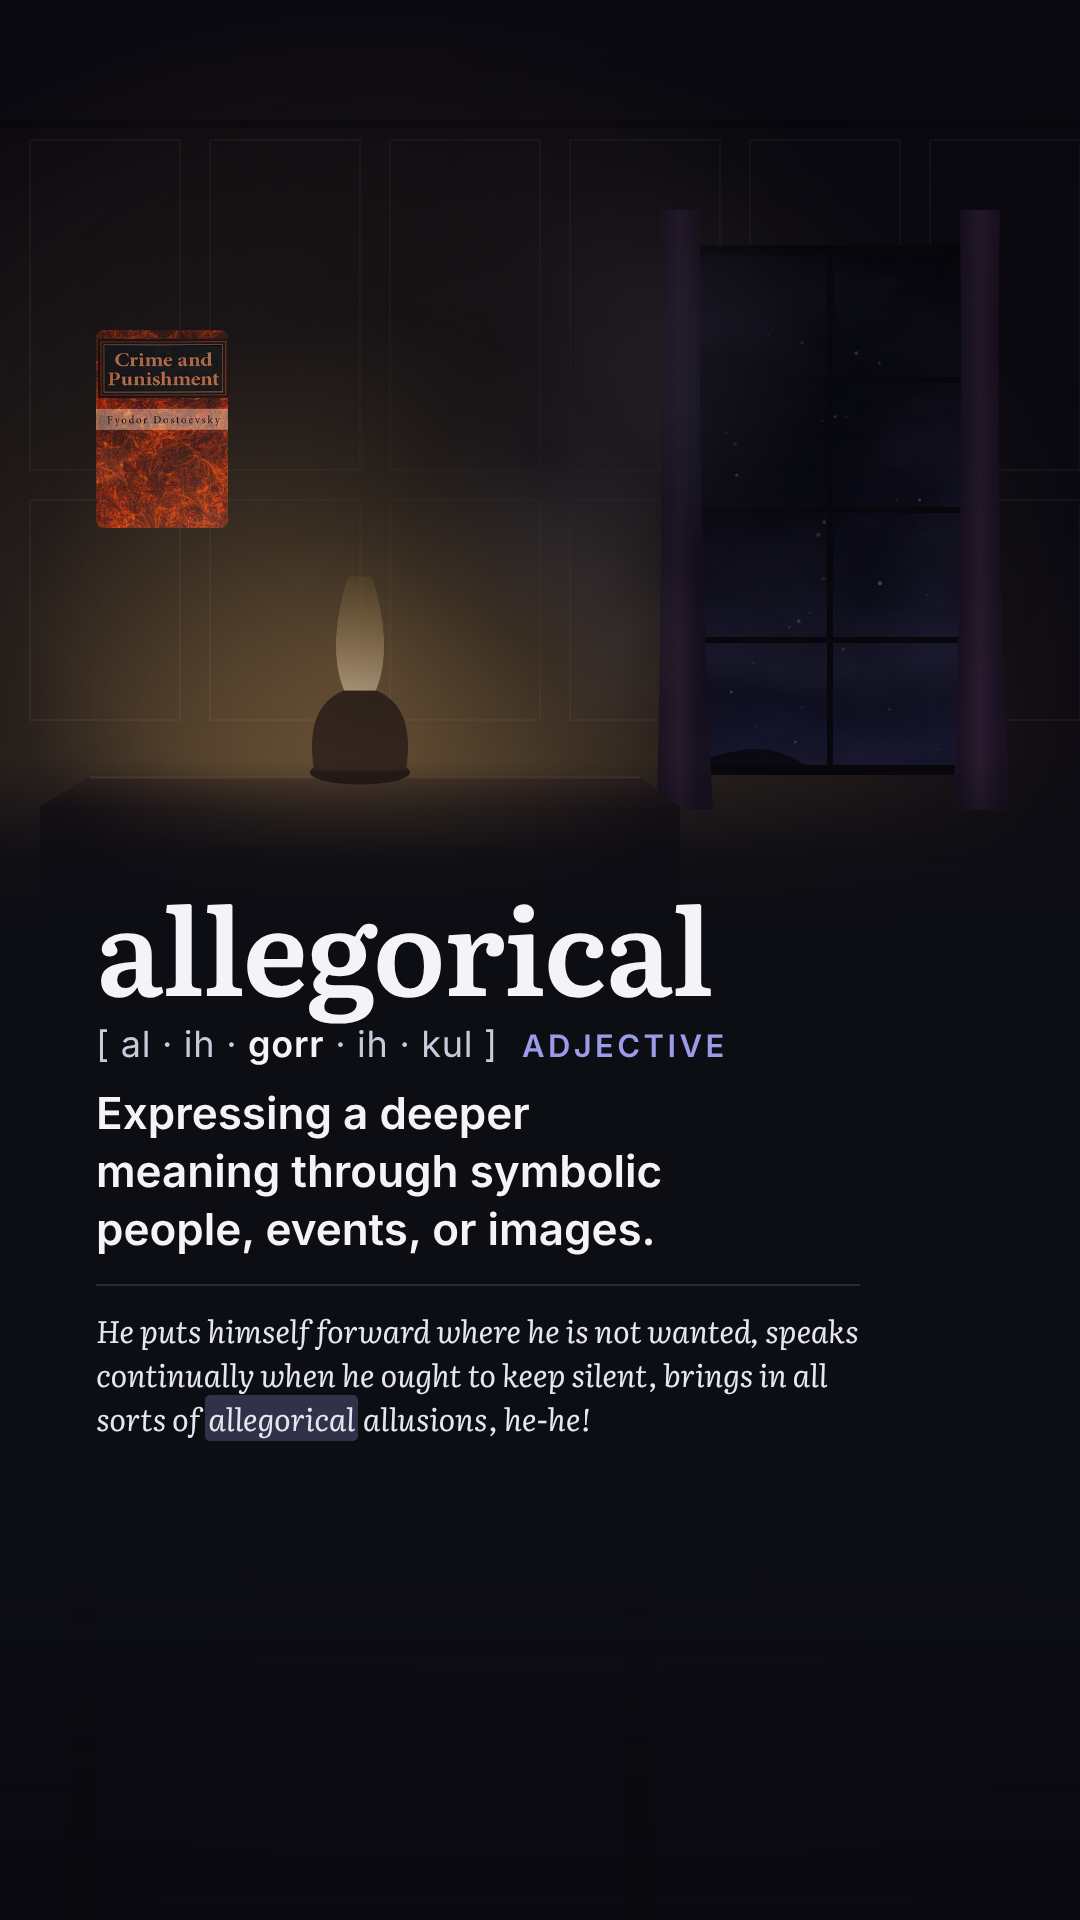 Crime and
Punishment
Fyodor Dostoevsky
allegorical
[ al · ih · gorr · ih · kul ] ADJECTIVE
Expressing a deeper
meaning through symbolic
people, events, or images.
He puts himself forward where he is not wanted, speaks
continually when he ought to keep silent, brings in all
sorts of allegorical allusions, he-he!